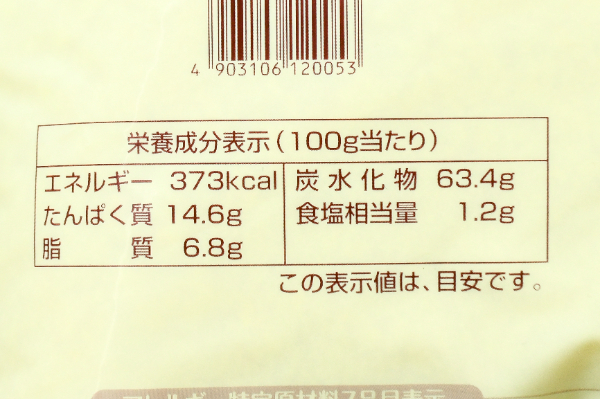 4 903106 120053
栄養成分表示(100g当たり)
エネルギー 373kcal
たんぱく質 14.6g
脂質 6.8g
炭水化物 63.4g
食塩相当量 1.2g
この表示値は、目安です。